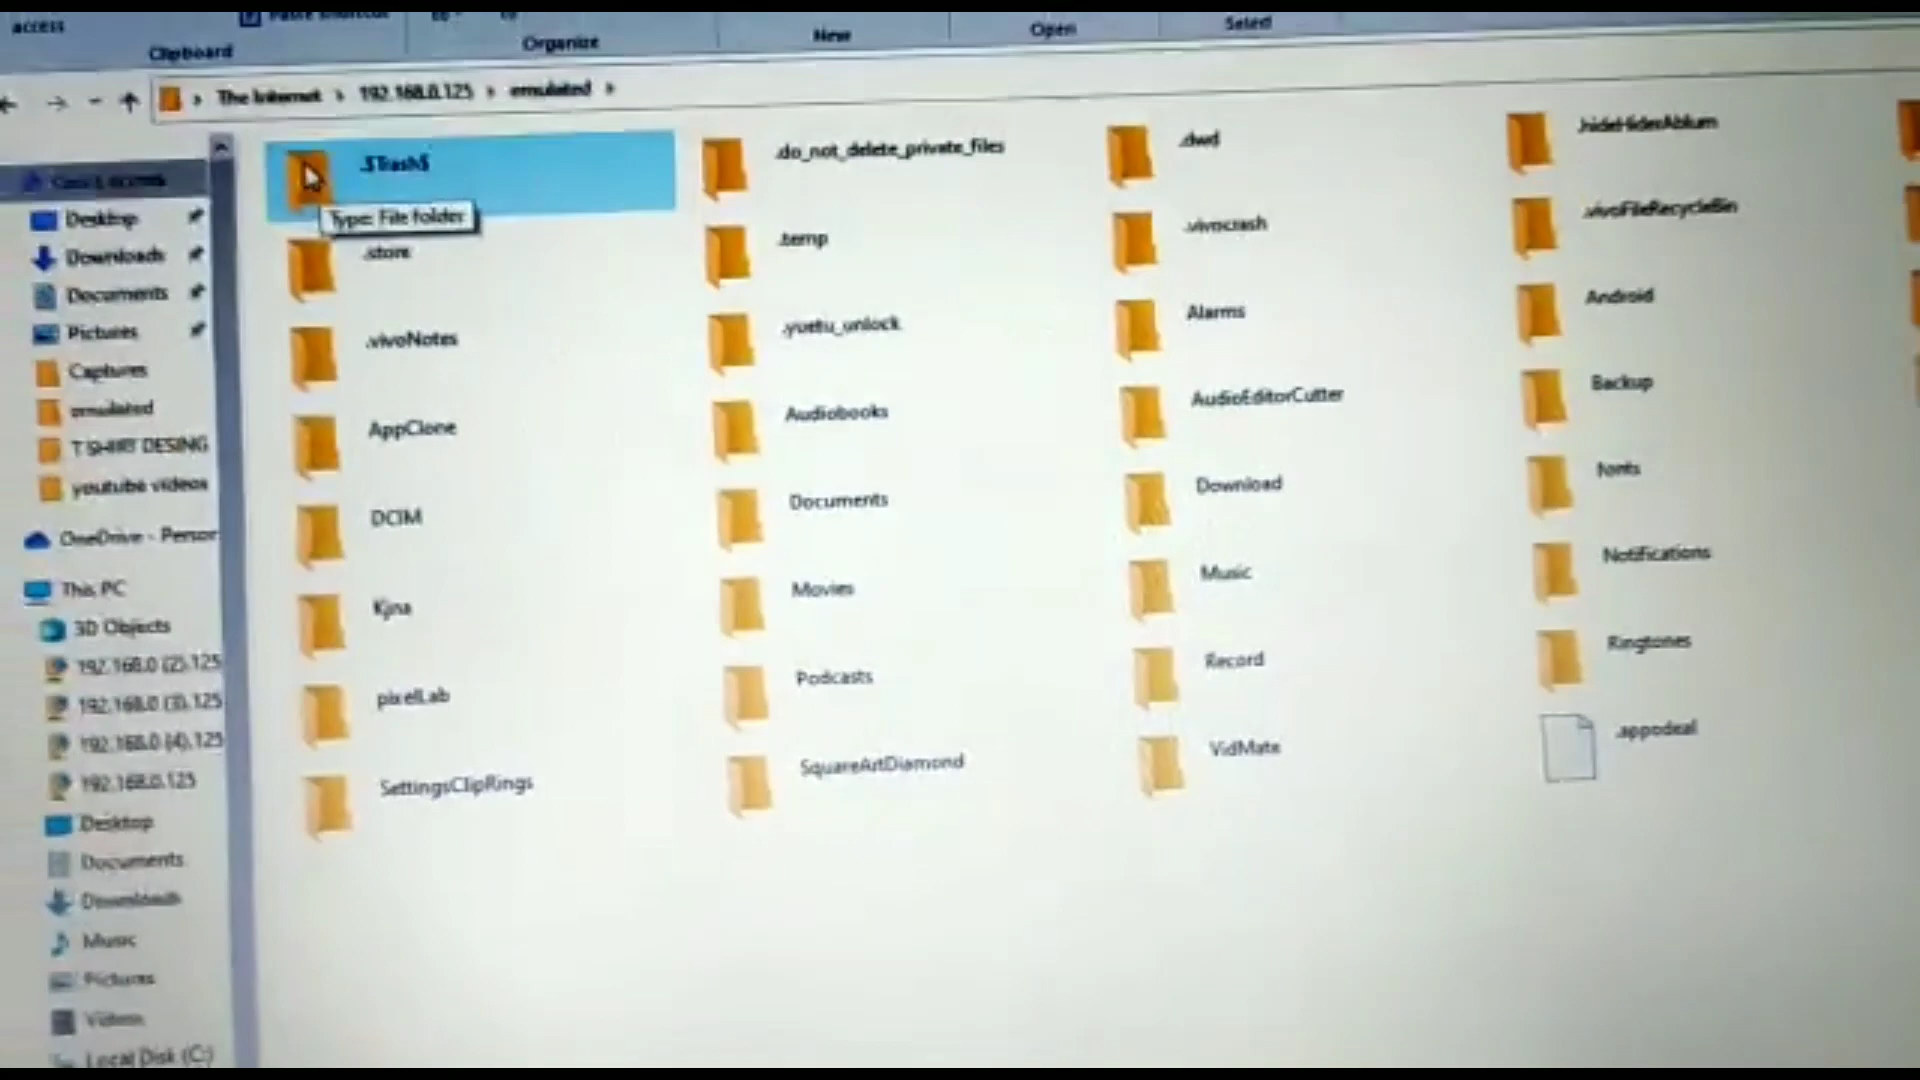 access
Paste shortcut
Clipboard
Organize
New
Open
Select
The Internet > 192.168.0.125 > emulated >
Quick access
Desktop
Downloads
Documents
Pictures
Captures
emulated
T SHIRT DESING
youtube videos
OneDrive - Person
This PC
3D Objects
192.168.0 (2).125
192.168.0 (3).125
192.168.0 (4).125
192.168.0.125
Desktop
Documents
Downloads
Music
Pictures
Videos
Local Disk (C:)
.$Trash$
.do_not_delete_private_files
.dwd
.hideHiderAblum
Type: File folder
.store
.temp
.vivocrash
.vivoFileRecycleBin
.vivoNotes
.yuetu_unlock
Alarms
Android
AppClone
Audiobooks
AudioEditorCutter
Backup
DCIM
Documents
Download
fonts
Kjna
Movies
Music
Notifications
pixelLab
Podcasts
Record
Ringtones
SettingsClipRings
SquareArtDiamond
VidMate
.appodeal